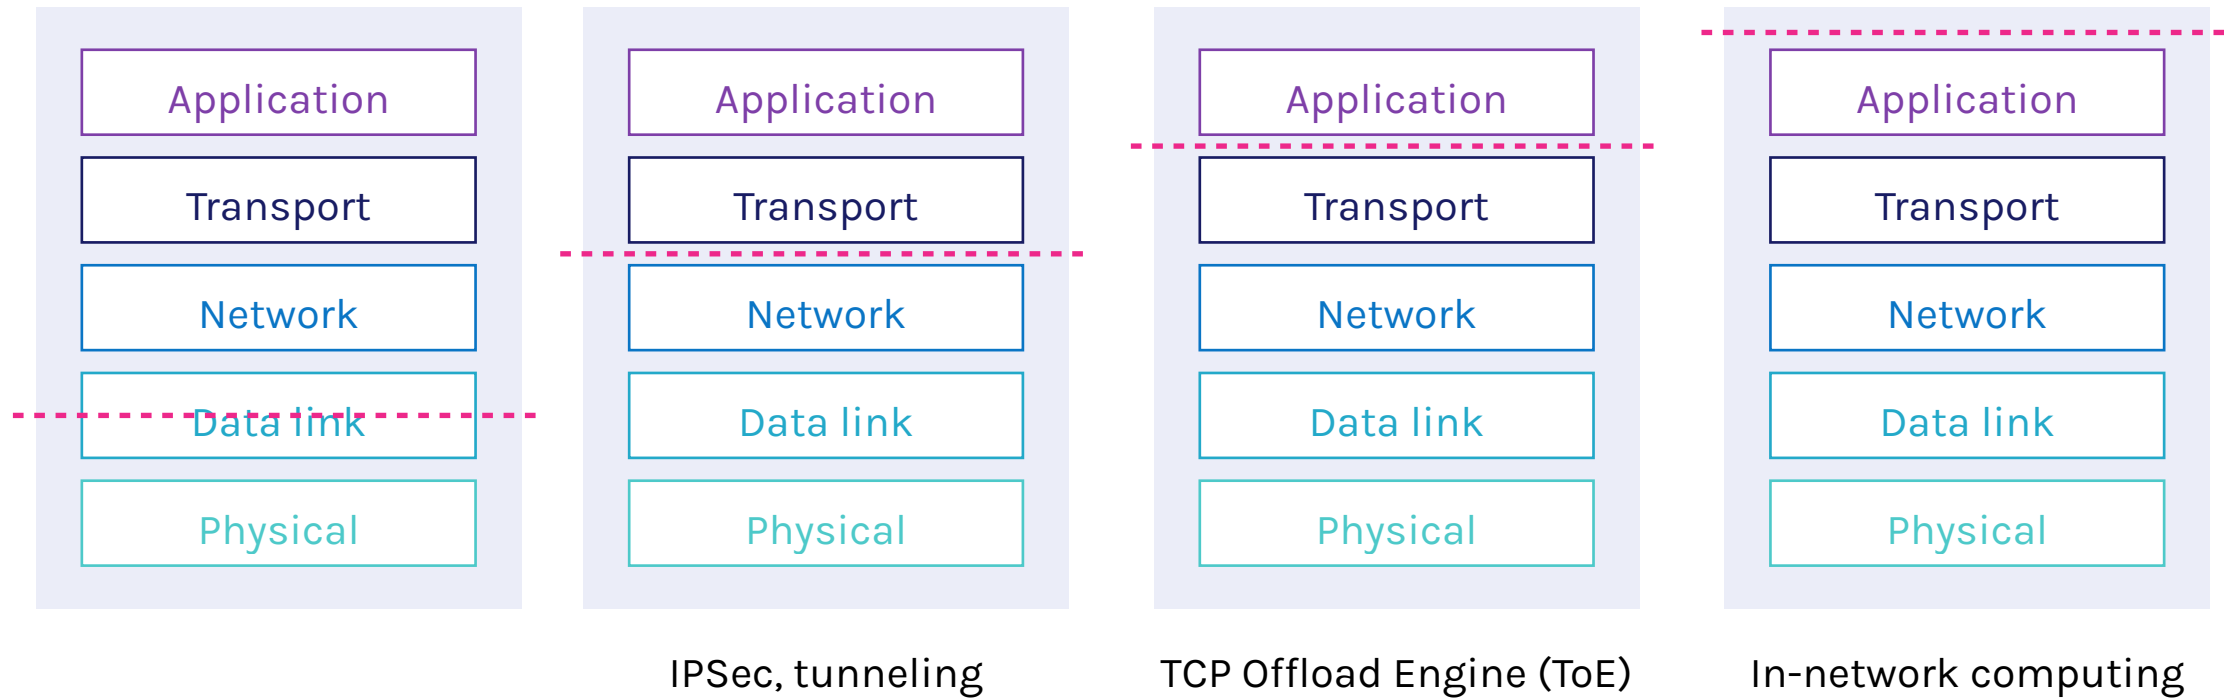 Application
Transport
Network
Data link
Physical
Application
Transport
Network
Data link
Physical
IPSec, tunneling
Application
Transport
Network
Data link
Physical
TCP Offload Engine (ToE)
Application
Transport
Network
Data link
Physical
In-network computing